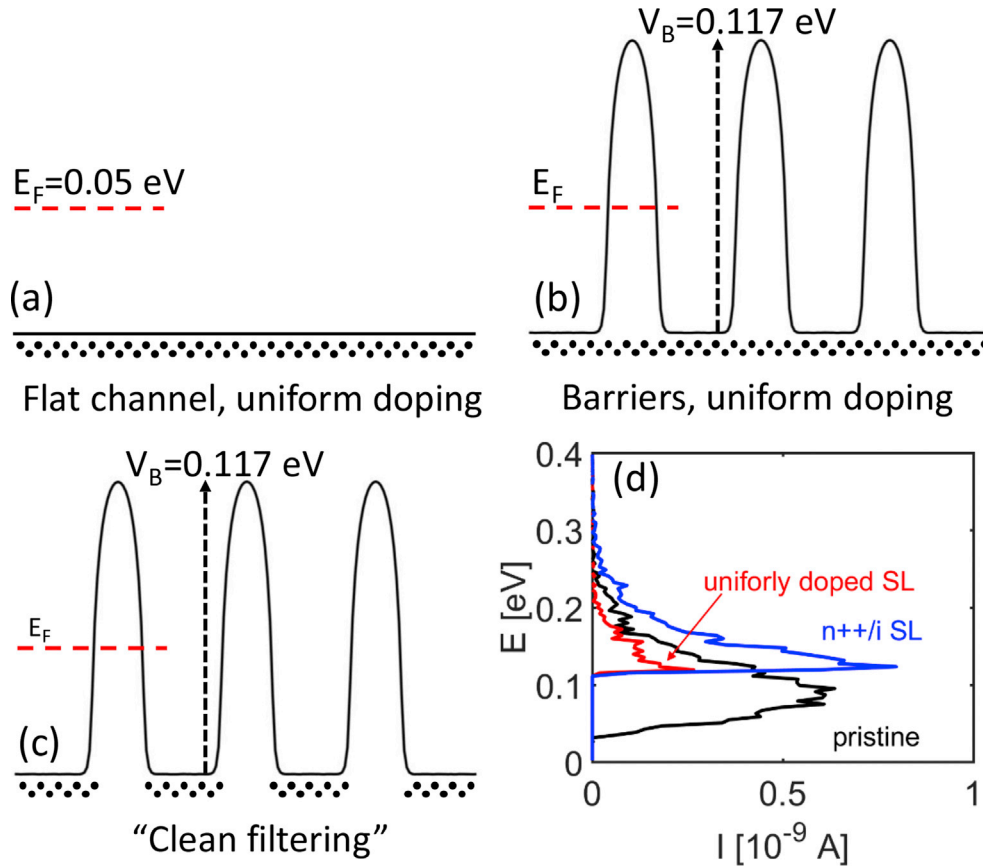 V_B=0.117 eV
E_F=0.05 eV
E_F
(a)
(b)
Flat channel, uniform doping
Barriers, uniform doping
V_B=0.117 eV
E_F
(c)
“Clean filtering”
(d)
0.4
0.3
0.2
0.1
0
E [eV]
uniforly doped SL
n++/i SL
pristine
0
0.5
1
I [10^-9 A]